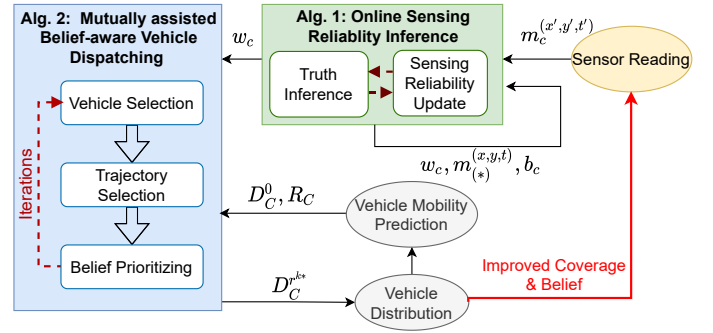 Alg. 2: Mutually assisted
Belief-aware Vehicle
Dispatching
Vehicle Selection
Trajectory
Selection
Belief Prioritizing
Iterations
w_c
Alg. 1: Online Sensing
Reliablity Inference
Truth
Inference
Sensing
Reliability
Update
m_c^{(x',y',t')}
Sensor Reading
w_c, m_{(*)}^{(x,y,t)}, b_c
D_C^0, R_C
Vehicle Mobility
Prediction
D_C^{r^{k*}}
Vehicle
Distribution
Improved Coverage
& Belief